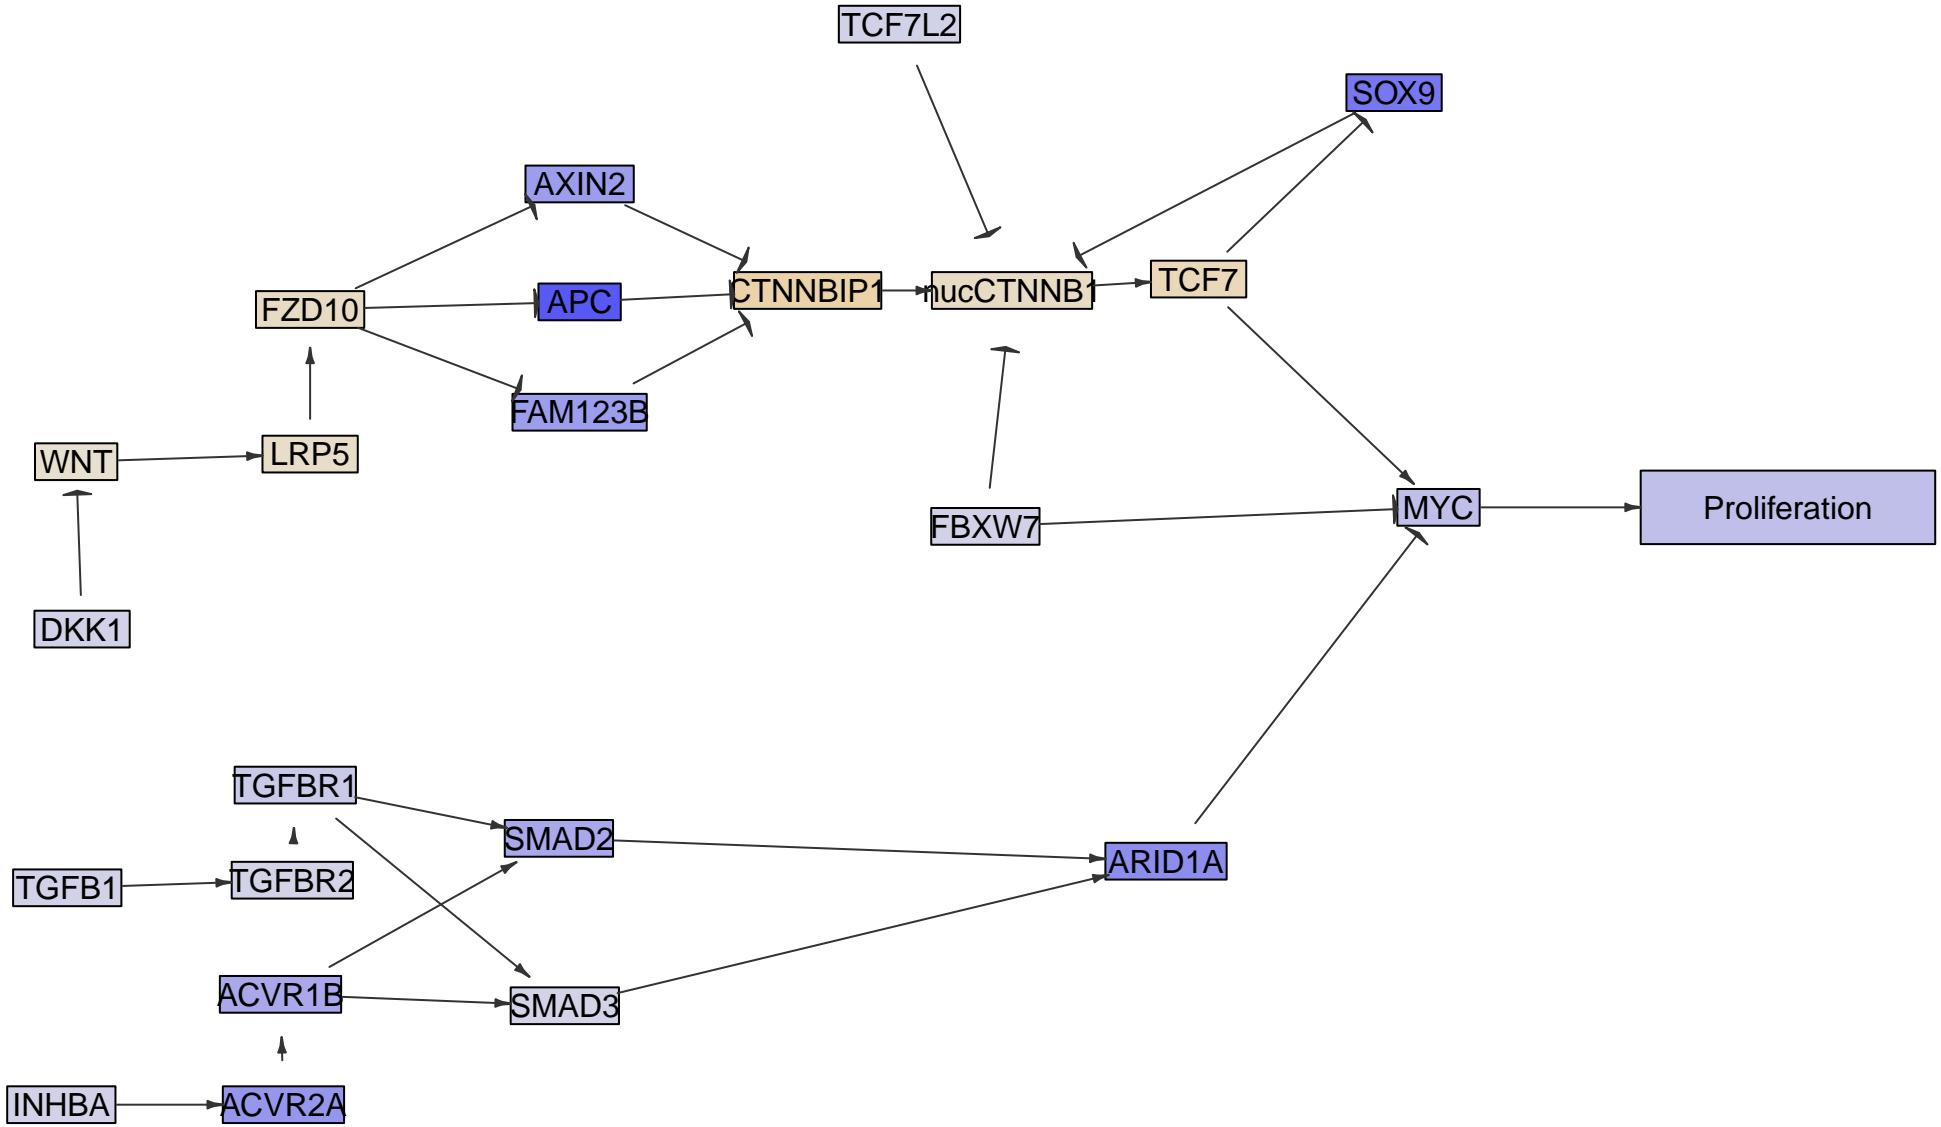 TCF7L2
SOX9
AXIN2
FZD10
APC
CTNNBIP1
nucCTNNB1
TCF7
FAM123B
WNT
LRP5
FBXW7
MYC
Proliferation
DKK1
TGFBR1
SMAD2
ARID1A
TGFB1
TGFBR2
ACVR1B
SMAD3
INHBA
ACVR2A